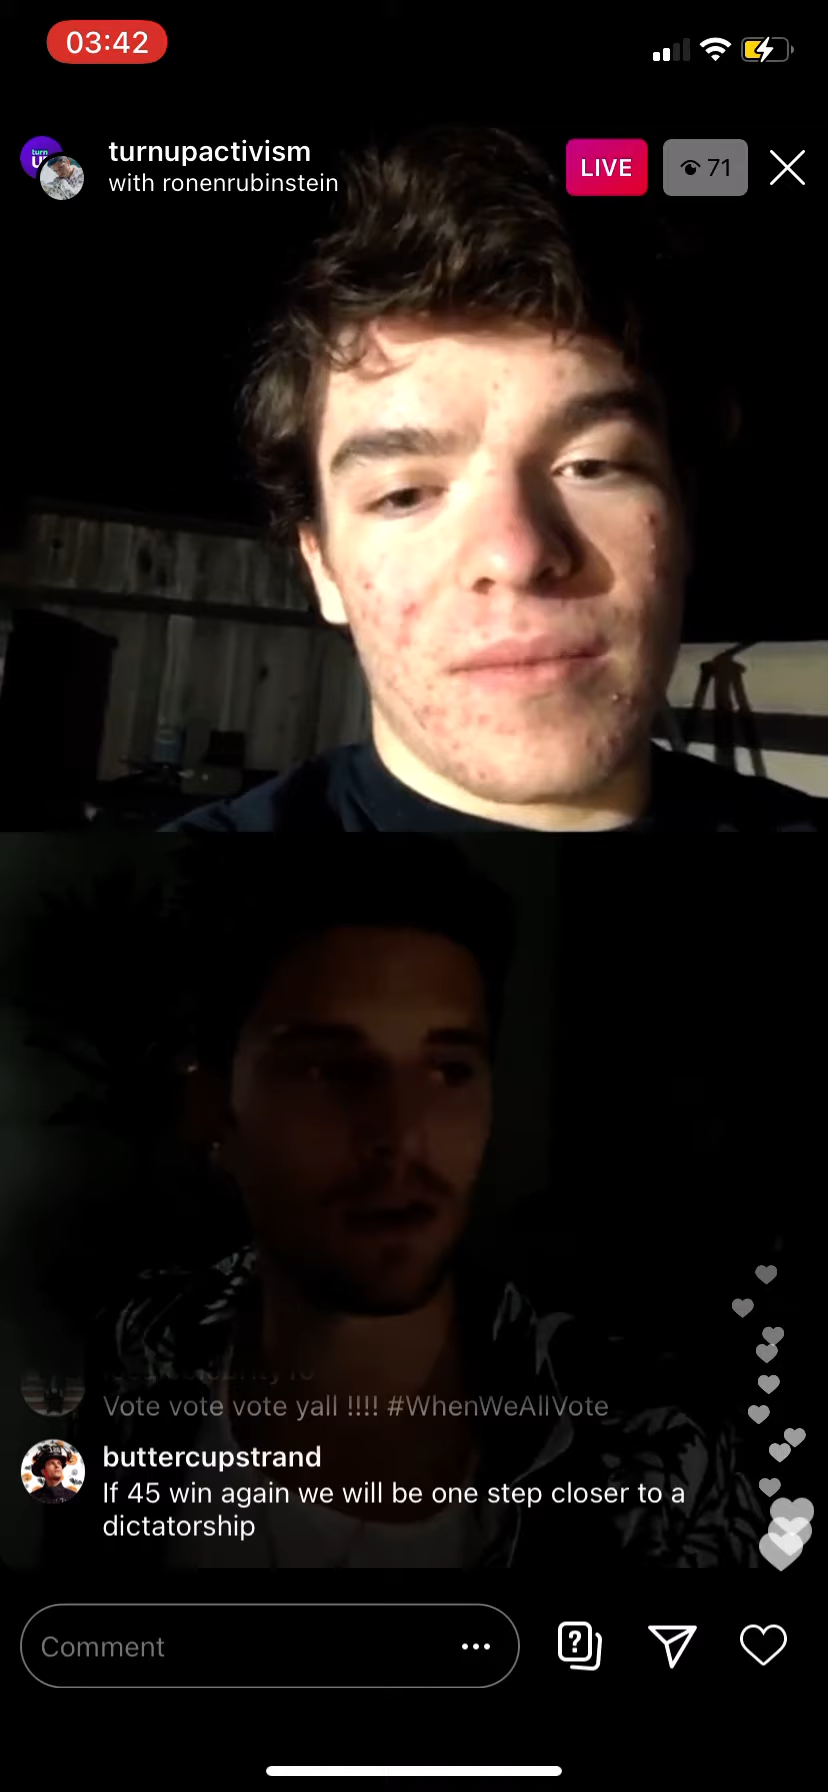 03:42
turn
turnupactivism
with ronenrubinstein
LIVE
71
Vote vote vote yall !!!! #WhenWeAllVote
buttercupstrand
If 45 win again we will be one step closer to a
dictatorship
Comment